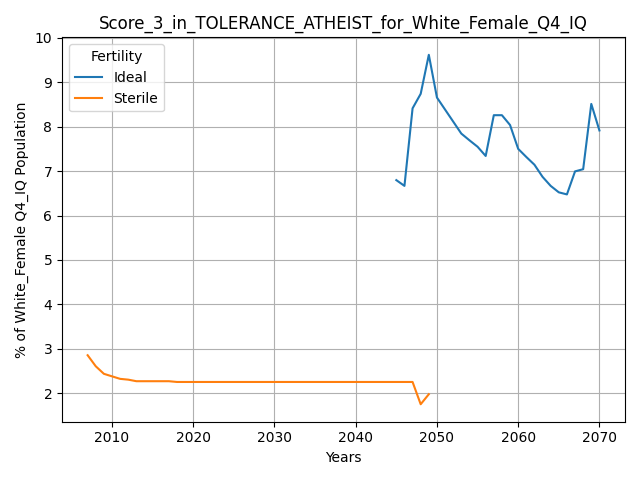 Score_3_in_TOLERANCE_ATHEIST_for_White_Female_Q4_IQ
Fertility
Ideal
Sterile
% of White_Female Q4_IQ Population
10
9
8
7
6
5
4
3
2
2010 2020 2030 2040 2050 2060 2070
Years